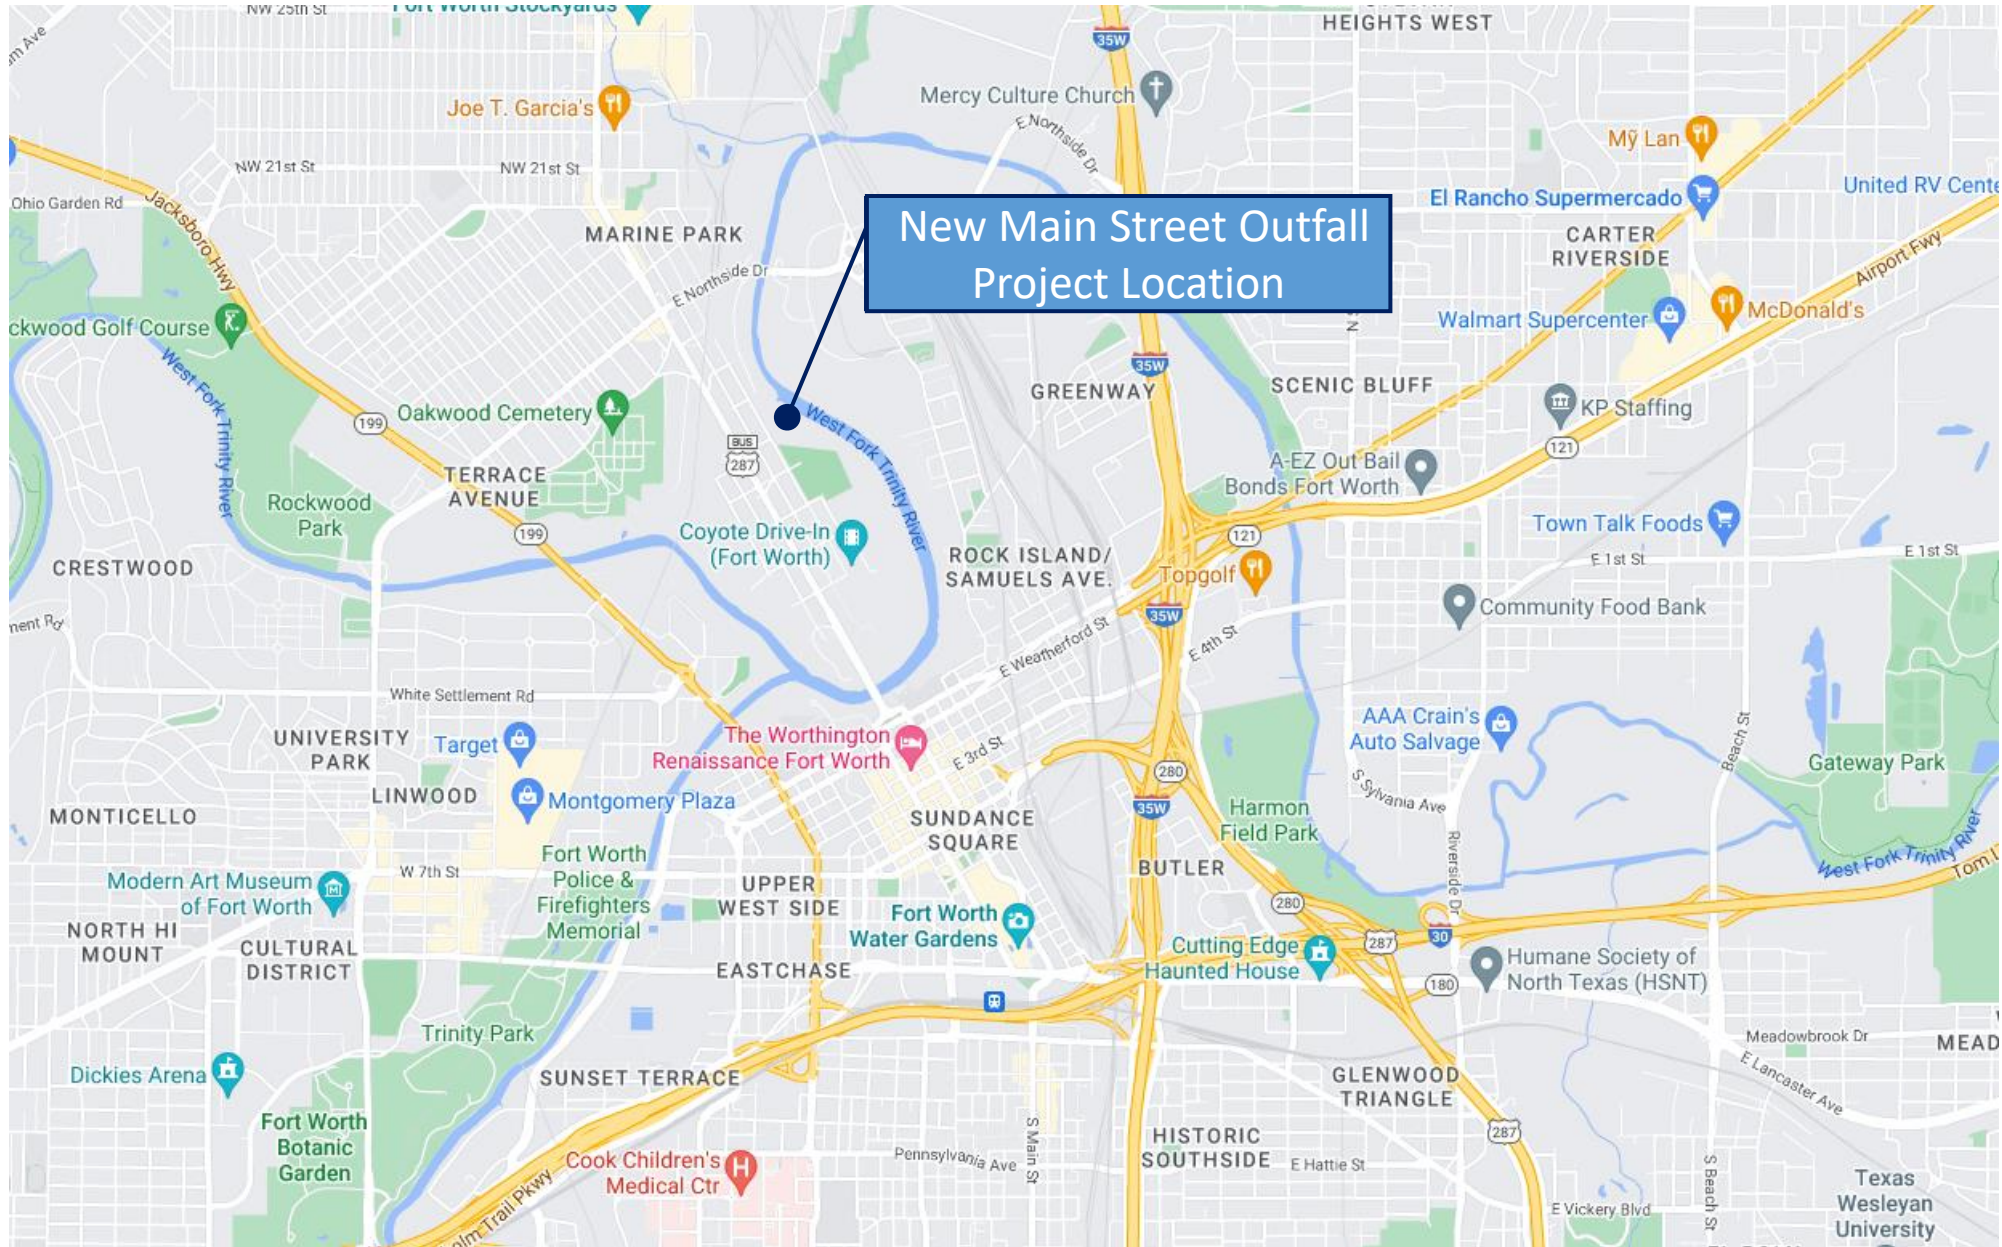 NW 25th St
Fort Worth Stockyards
35W
HEIGHTS WEST
Mercy Culture Church
Joe T. Garcia's
E Northside Dr
Mỹ Lan
NW 21st St
NW 21st St
El Rancho Supermercado
United RV Cente
Ohio Garden Rd
Jacksboro Hwy
MARINE PARK
New Main Street Outfall
Project Location
CARTER
RIVERSIDE
Airport Fwy
E Northside Dr
ckwood Golf Course
Walmart Supercenter
McDonald's
N
West Fork Trinity River
35W
GREENWAY
SCENIC BLUFF
199
Oakwood Cemetery
West Fork Trinity River
KP Staffing
BUS
287
121
A-EZ Out Bail
Bonds Fort Worth
TERRACE
AVENUE
Rockwood
Park
199
Coyote Drive-In
(Fort Worth)
121
Town Talk Foods
E 1st St
E 1st St
CRESTWOOD
ROCK ISLAND/
SAMUELS AVE.
Topgolf
35W
Community Food Bank
ment Rd
E Weatherford St
E 4th St
White Settlement Rd
UNIVERSITY
PARK
Target
The Worthington
Renaissance Fort Worth
E 3rd St
AAA Crain's
Auto Salvage
Beach St
Gateway Park
280
S Sylvania Ave
LINWOOD
Montgomery Plaza
MONTICELLO
35W
SUNDANCE
SQUARE
Harmon
Field Park
Riverside Dr
West Fork Trinity River
Tom L
Modern Art Museum
of Fort Worth
W 7th St
Fort Worth
Police &
Firefighters
Memorial
UPPER
WEST SIDE
BUTLER
280
NORTH HI
MOUNT
CULTURAL
DISTRICT
Fort Worth
Water Gardens
Cutting Edge
Haunted House
287
30
Humane Society of
North Texas (HSNT)
EASTCHASE
180
Trinity Park
Meadowbrook Dr
MEAD
Dickies Arena
SUNSET TERRACE
GLENWOOD
TRIANGLE
E Lancaster Ave
Fort Worth
Botanic
Garden
S Main St
HISTORIC
SOUTHSIDE
287
Cook Children's
Medical Ctr
Pennsylvania Ave
E Hattie St
S Beach St
Texas
Wesleyan
University
olm Trail Pkwy
E Vickery Blvd